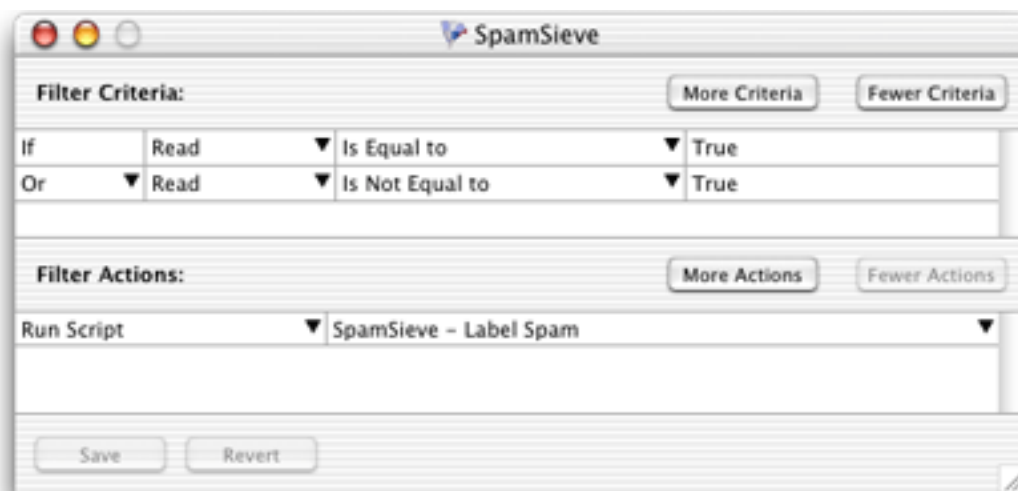 SpamSieve
Filter Criteria: More Criteria Fewer Criteria
If Read Is Equal to True
Or Read Is Not Equal to True
Filter Actions: More Actions Fewer Actions
Run Script SpamSieve – Label Spam
Save Revert